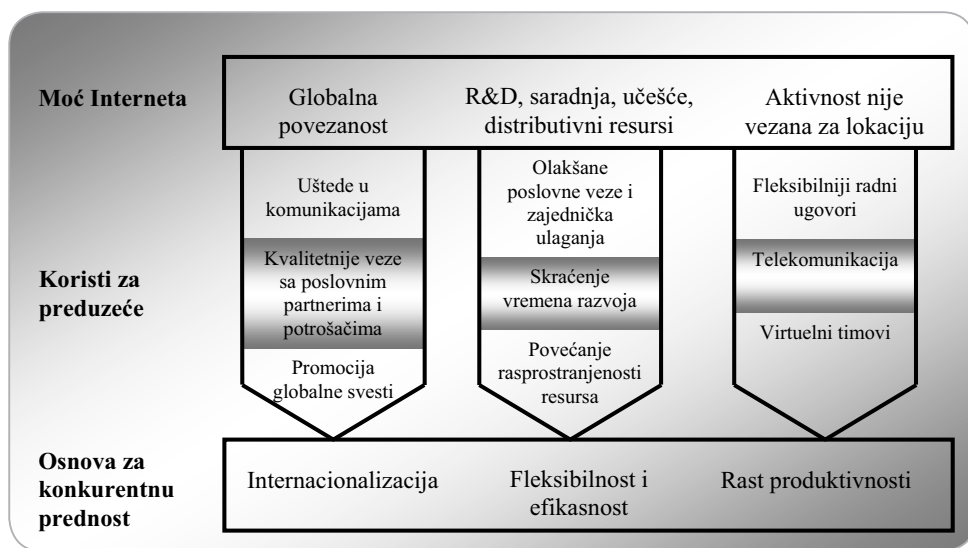 Moć Interneta
Globalna
povezanost
R&D, saradnja, učešće,
distributivni resursi
Aktivnost nije
vezana za lokaciju
Koristi za
preduzeće
Uštede u
komunikacijama
Kvalitetnije veze
sa poslovnim
partnerima i
potrošačima
Promocija
globalne svesti
Olakšane
poslovne veze i
zajednička
ulaganja
Skraćenje
vremena razvoja
Povećanje
rasprostranjenosti
resursa
Fleksibilniji radni
ugovori
Telekomunikacija
Virtuelni timovi
Osnova za
konkurentnu
prednost
Internacionalizacija
Fleksibilnost i
efikasnost
Rast produktivnosti